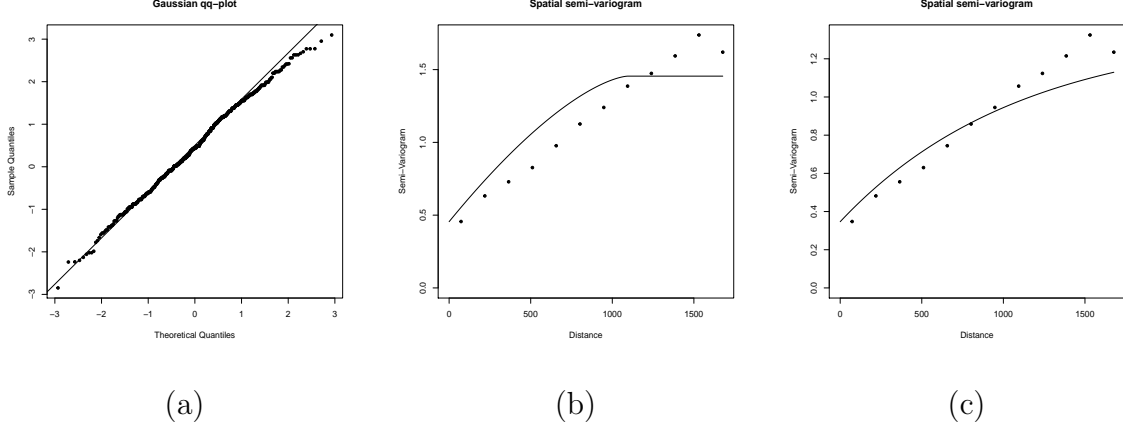 Gaussian qq−plot
Sample Quantiles
3
2
1
0
−1
−2
−3
−3 −2 −1 0 1 2 3
Theoretical Quantiles
(a)
Spatial semi−variogram
Semi−Variogram
1.5
1.0
0.5
0.0
0 500 1000 1500
Distance
(b)
Spatial semi−variogram
Semi−Variogram
1.2
1.0
0.8
0.6
0.4
0.2
0.0
0 500 1000 1500
Distance
(c)